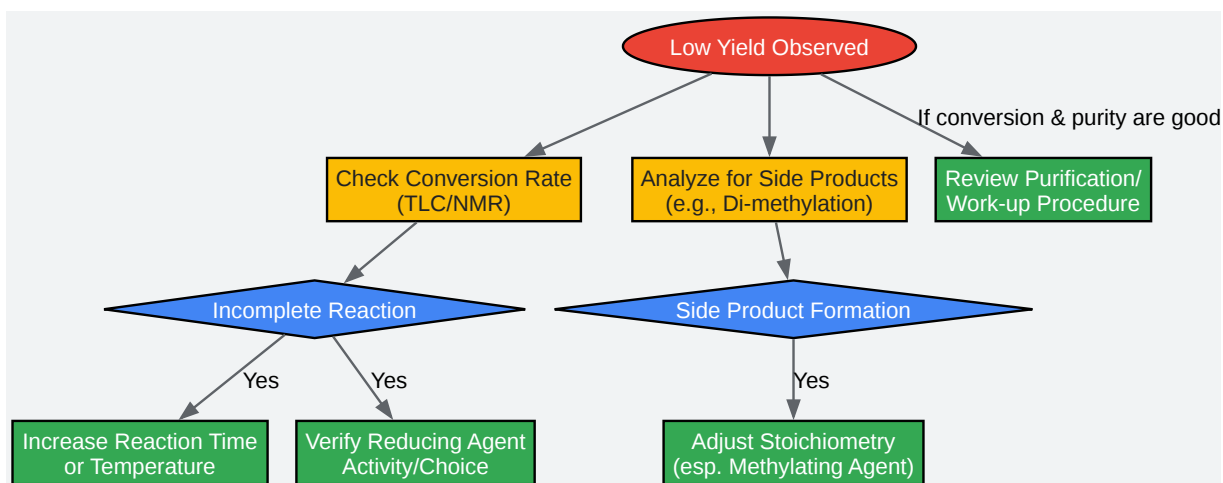 Low Yield Observed
If conversion & purity are good
Check Conversion Rate
(TLC/NMR)
Analyze for Side Products
(e.g., Di-methylation)
Review Purification/
Work-up Procedure
Incomplete Reaction
Side Product Formation
Yes
Yes
Yes
Increase Reaction Time
or Temperature
Verify Reducing Agent
Activity/Choice
Adjust Stoichiometry
(esp. Methylating Agent)